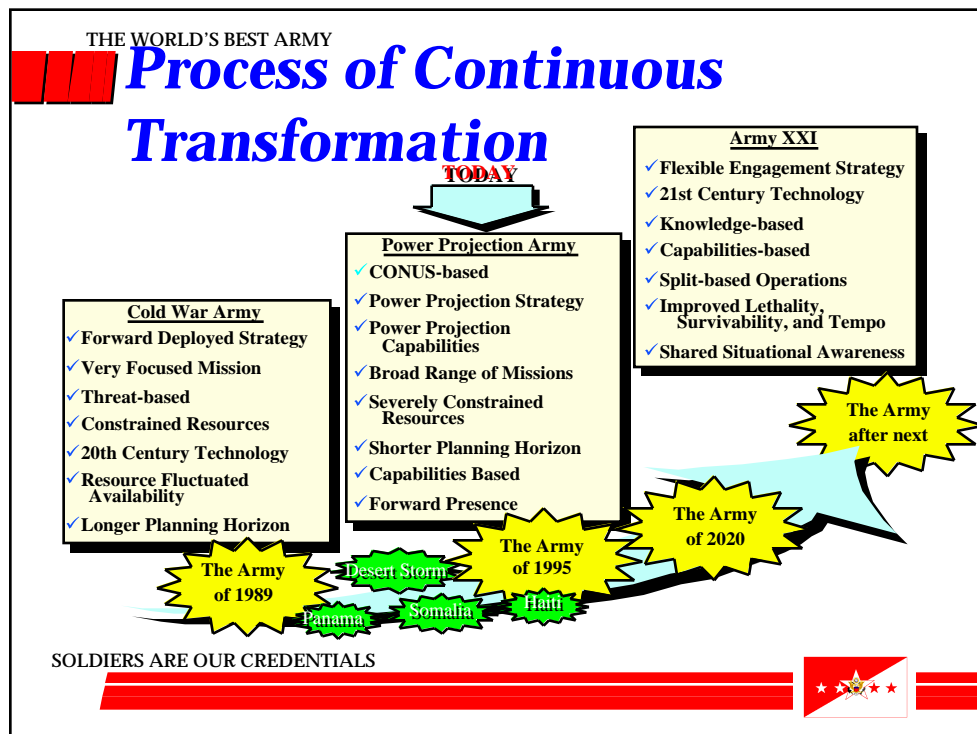 THE WORLD'S BEST ARMY
Process of Continuous
Transformation
TODAY
Army XXI
✓Flexible Engagement Strategy
✓21st Century Technology
✓Knowledge-based
✓Capabilities-based
✓Split-based Operations
✓Improved Lethality,
Survivability, and Tempo
✓Shared Situational Awareness
Power Projection Army
✓CONUS-based
✓Power Projection Strategy
✓Power Projection
Capabilities
✓Broad Range of Missions
✓Severely Constrained
Resources
✓Shorter Planning Horizon
✓Capabilities Based
✓Forward Presence
Cold War Army
✓Forward Deployed Strategy
✓Very Focused Mission
✓Threat-based
✓Constrained Resources
✓20th Century Technology
✓Resource Fluctuated
Availability
✓Longer Planning Horizon
The Army
after next
The Army
of 2020
The Army
of 1995
The Army
of 1989
Desert Storm
Panama
Somalia
Haiti
SOLDIERS ARE OUR CREDENTIALS